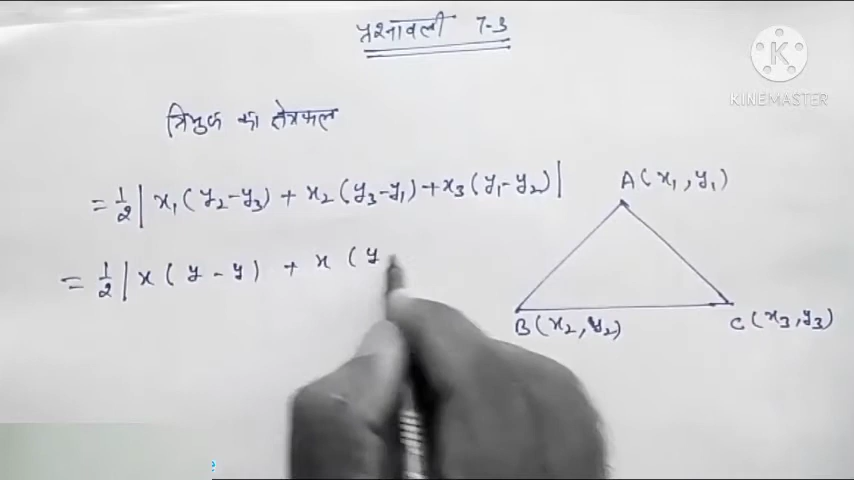 प्रश्नावली 7-3
KINEMASTER
त्रिभुज का क्षेत्रफल
= 1/2 | x₁(y₂-y₃) + x₂(y₃-y₁) + x₃(y₁-y₂) |
A(x₁,y₁)
= 1/2 | x(y-y) + x(y
B(x₂,y₂)
C(x₃,y₃)
e